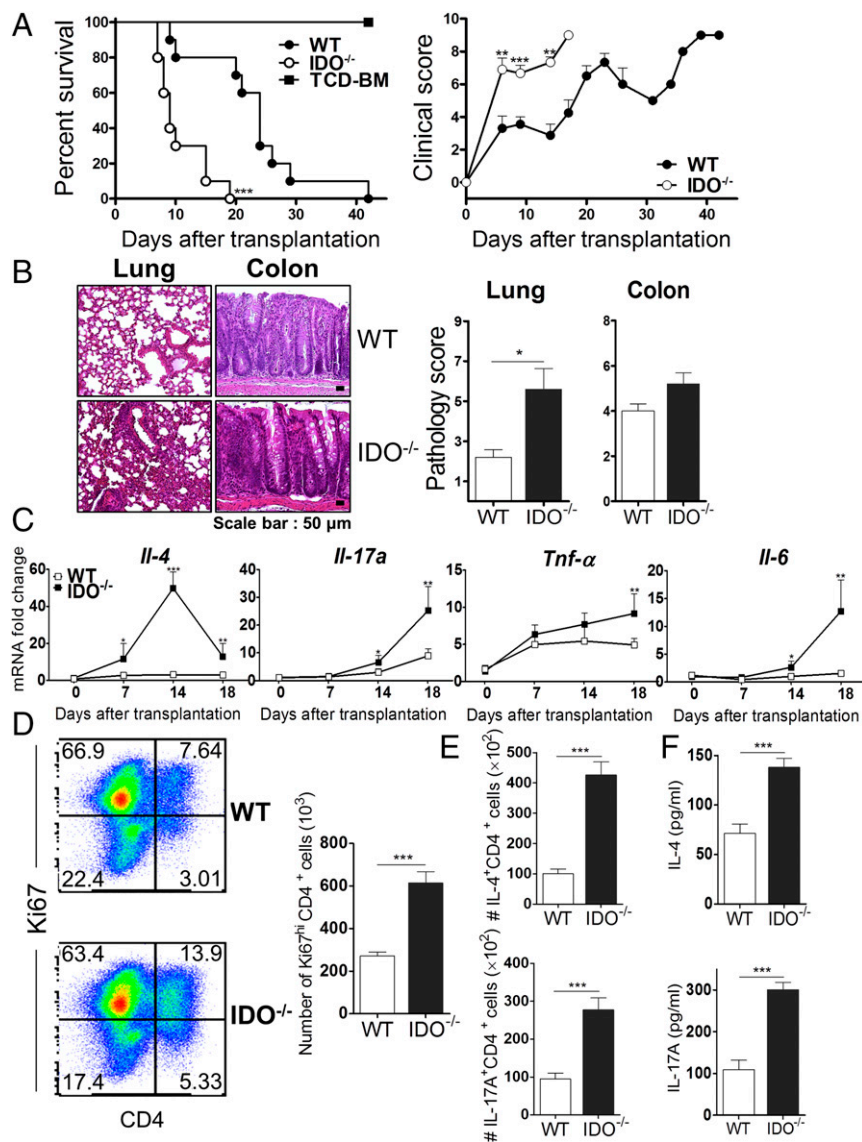 A
Percent survival
100
80
60
40
20
0
0 10 20 30 40
Days after transplantation
WT
IDO-/-
TCD-BM
***
Clinical score
10
8
6
4
2
0
0 10 20 30 40
Days after transplantation
** *** **
WT
IDO-/-
B
Lung Colon
WT
IDO-/-
Scale bar : 50 µm
Lung
Pathology score
9
7
5
3
1
*
WT IDO-/-
Colon
8
6
4
2
0
WT IDO-/-
C
mRNA fold change
Il-4
WT
IDO-/-
60
40
20
0
* *** **
0 7 14 18
Days after transplantation
Il-17a
40
30
20
10
0
* **
0 7 14 18
Days after transplantation
Tnf-α
15
10
5
0
**
0 7 14 18
Days after transplantation
Il-6
20
15
10
5
0
* **
0 7 14 18
Days after transplantation
D
Ki67
66.9 7.64
22.4 3.01
WT
63.4 13.9
17.4 5.33
IDO-/-
CD4
Number of Ki67hi CD4 + cells (103)
800
600
400
200
0
***
WT IDO-/-
E
# IL-4+CD4 + cells (×102)
500
400
300
200
100
0
***
WT IDO-/-
# IL-17A+CD4 + cells (×102)
400
300
200
100
0
***
WT IDO-/-
F
IL-4 (pg/ml)
150
100
50
0
***
WT IDO-/-
IL-17A (pg/ml)
300
200
100
0
***
WT IDO-/-